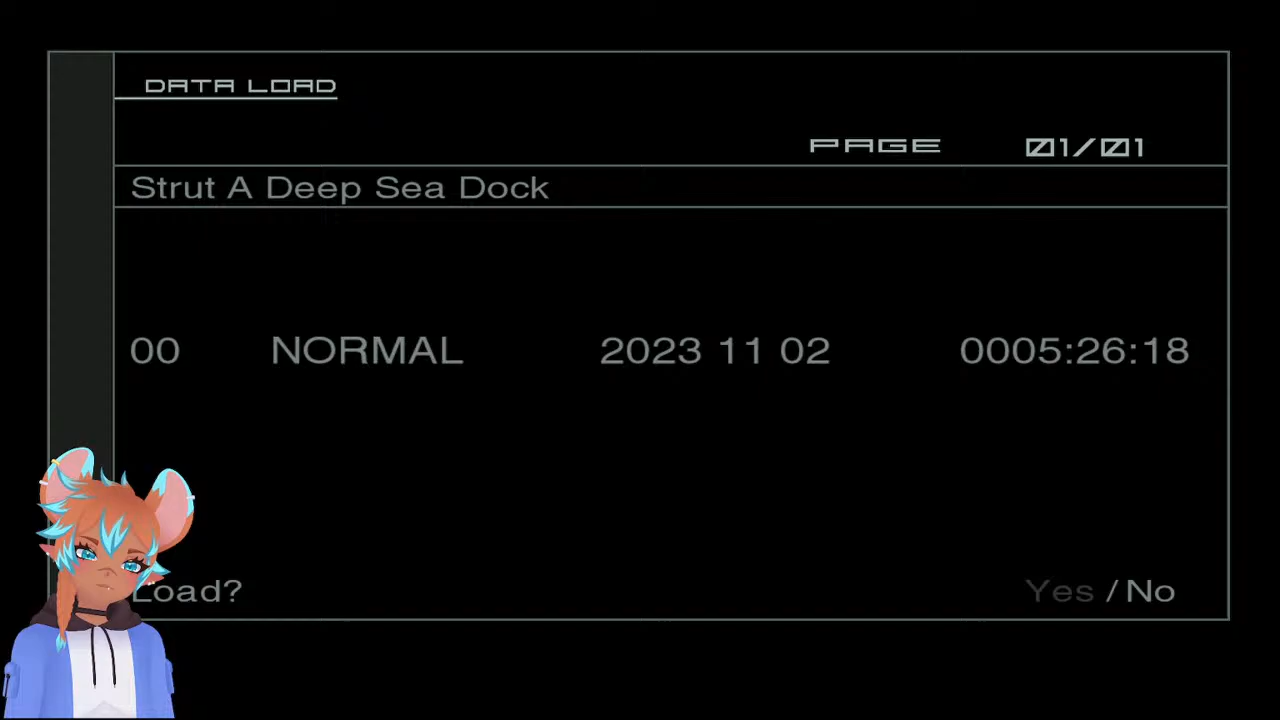 DATA LOAD
PAGE 01/01
Strut A Deep Sea Dock
00 NORMAL 2023 11 02 0005:26:18
Load? Yes / No